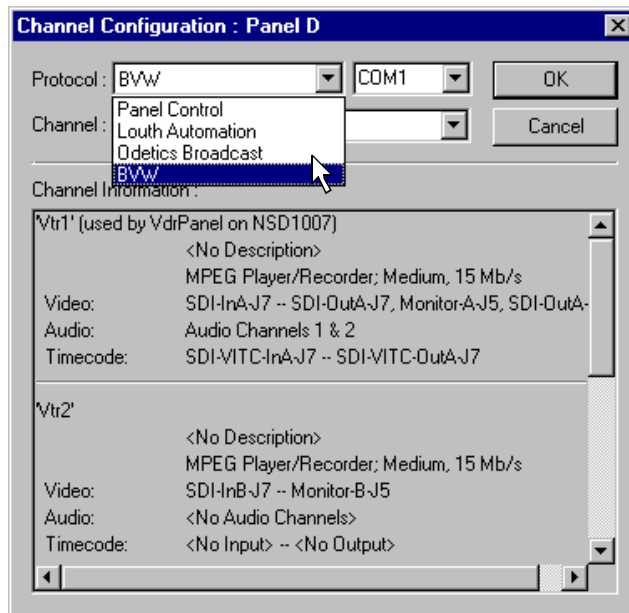 Channel Configuration : Panel D
Protocol : BVW COM1 OK
Panel Control
Louth Automation
Odetics Broadcast
BVW
Channel : Cancel
Channel Information :
'Vtr1' (used by VdrPanel on NSD1007)
<No Description>
MPEG Player/Recorder; Medium, 15 Mb/s
Video: SDI-InA-J7 -- SDI-OutA-J7, Monitor-A-J5, SDI-OutA-
Audio: Audio Channels 1 & 2
Timecode: SDI-VITC-InA-J7 -- SDI-VITC-OutA-J7
'Vtr2'
<No Description>
MPEG Player/Recorder; Medium, 15 Mb/s
Video: SDI-InB-J7 -- Monitor-B-J5
Audio: <No Audio Channels>
Timecode: <No Input> -- <No Output>